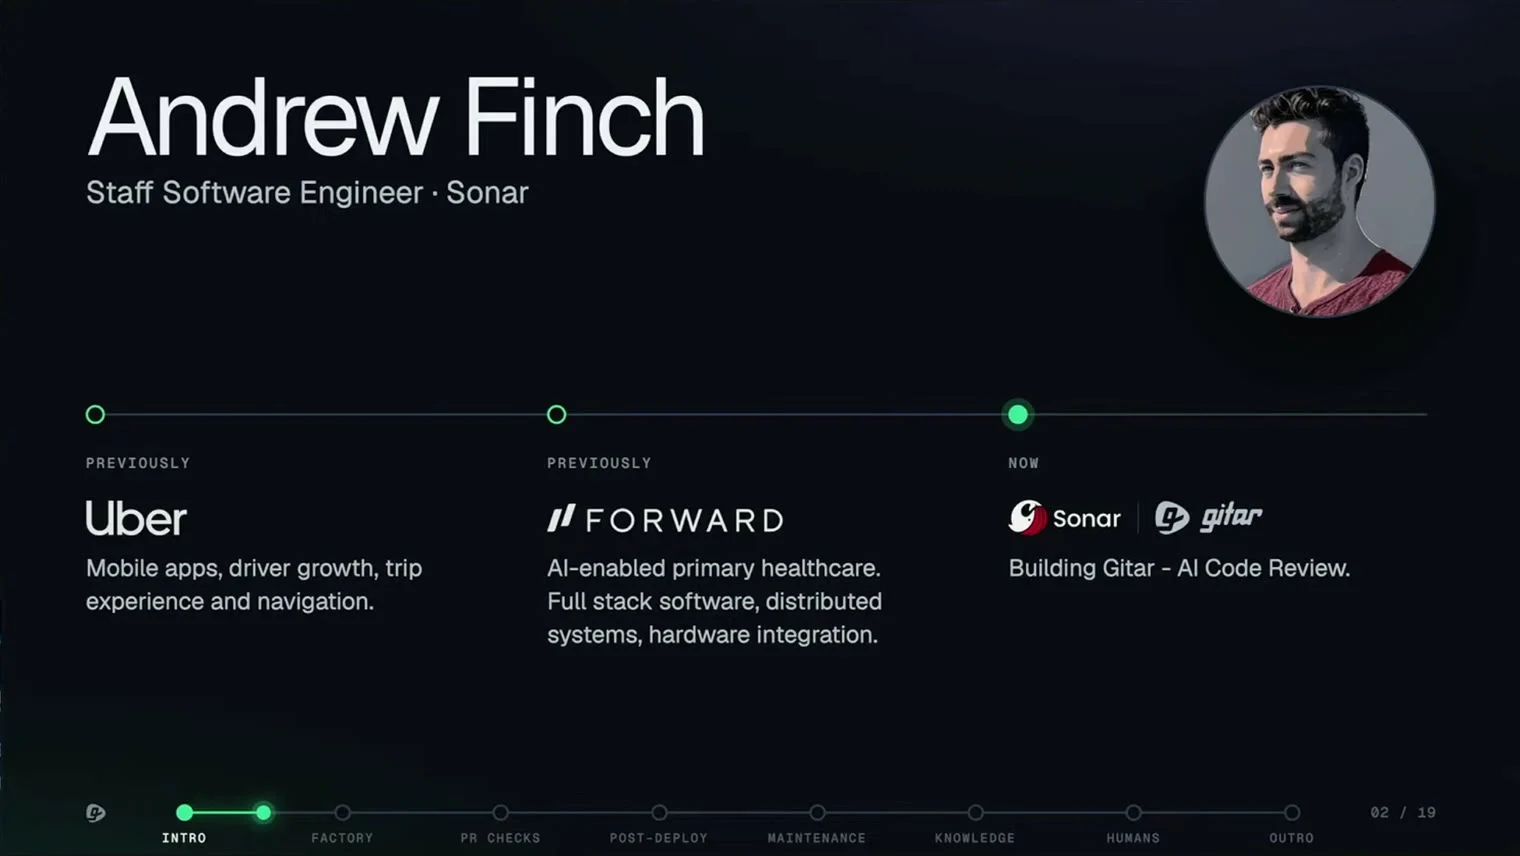 Andrew Finch
Staff Software Engineer · Sonar
PREVIOUSLY
Uber
Mobile apps, driver growth, trip
experience and navigation.
PREVIOUSLY
FORWARD
AI-enabled primary healthcare.
Full stack software, distributed
systems, hardware integration.
NOW
Sonar gitar
Building Gitar - AI Code Review.
INTRO FACTORY PR CHECKS POST-DEPLOY MAINTENANCE KNOWLEDGE HUMANS OUTRO
02 / 19